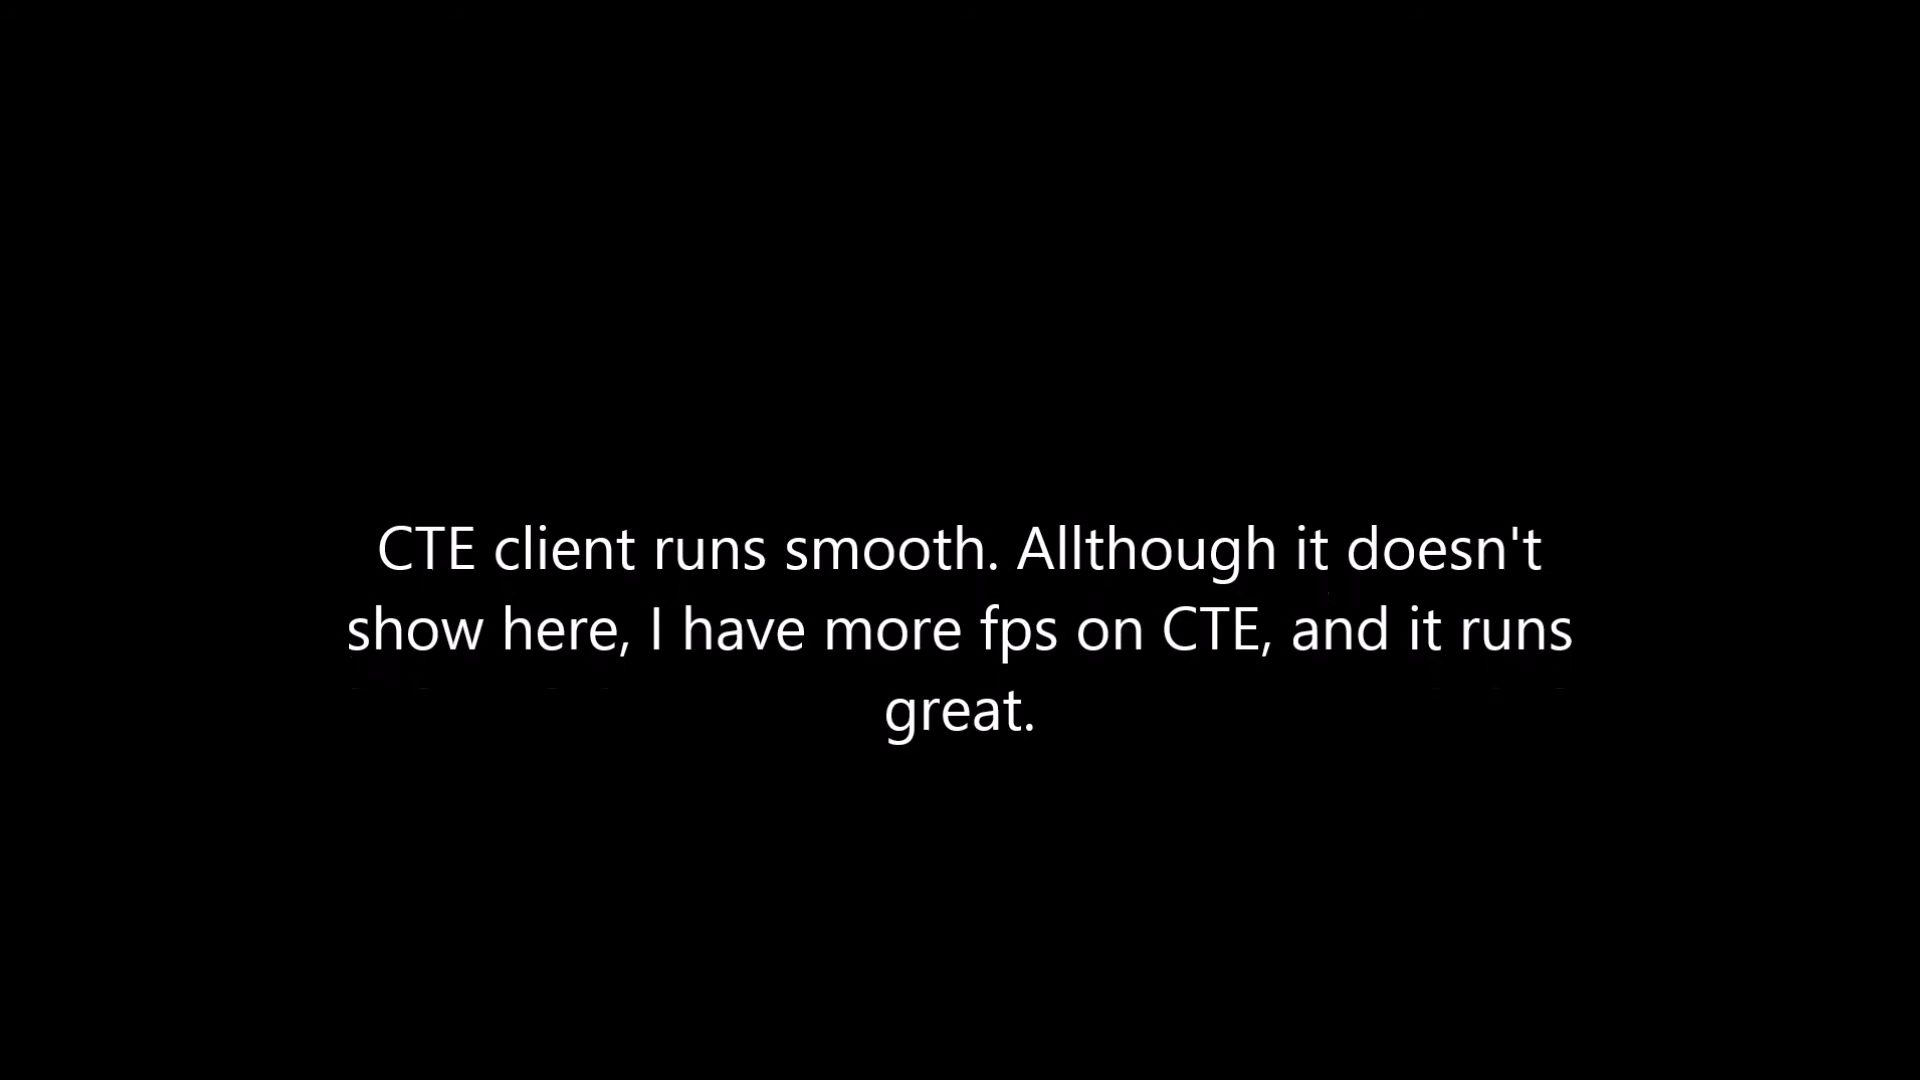 CTE client runs smooth. Allthough it doesn't
show here, I have more fps on CTE, and it runs
great.